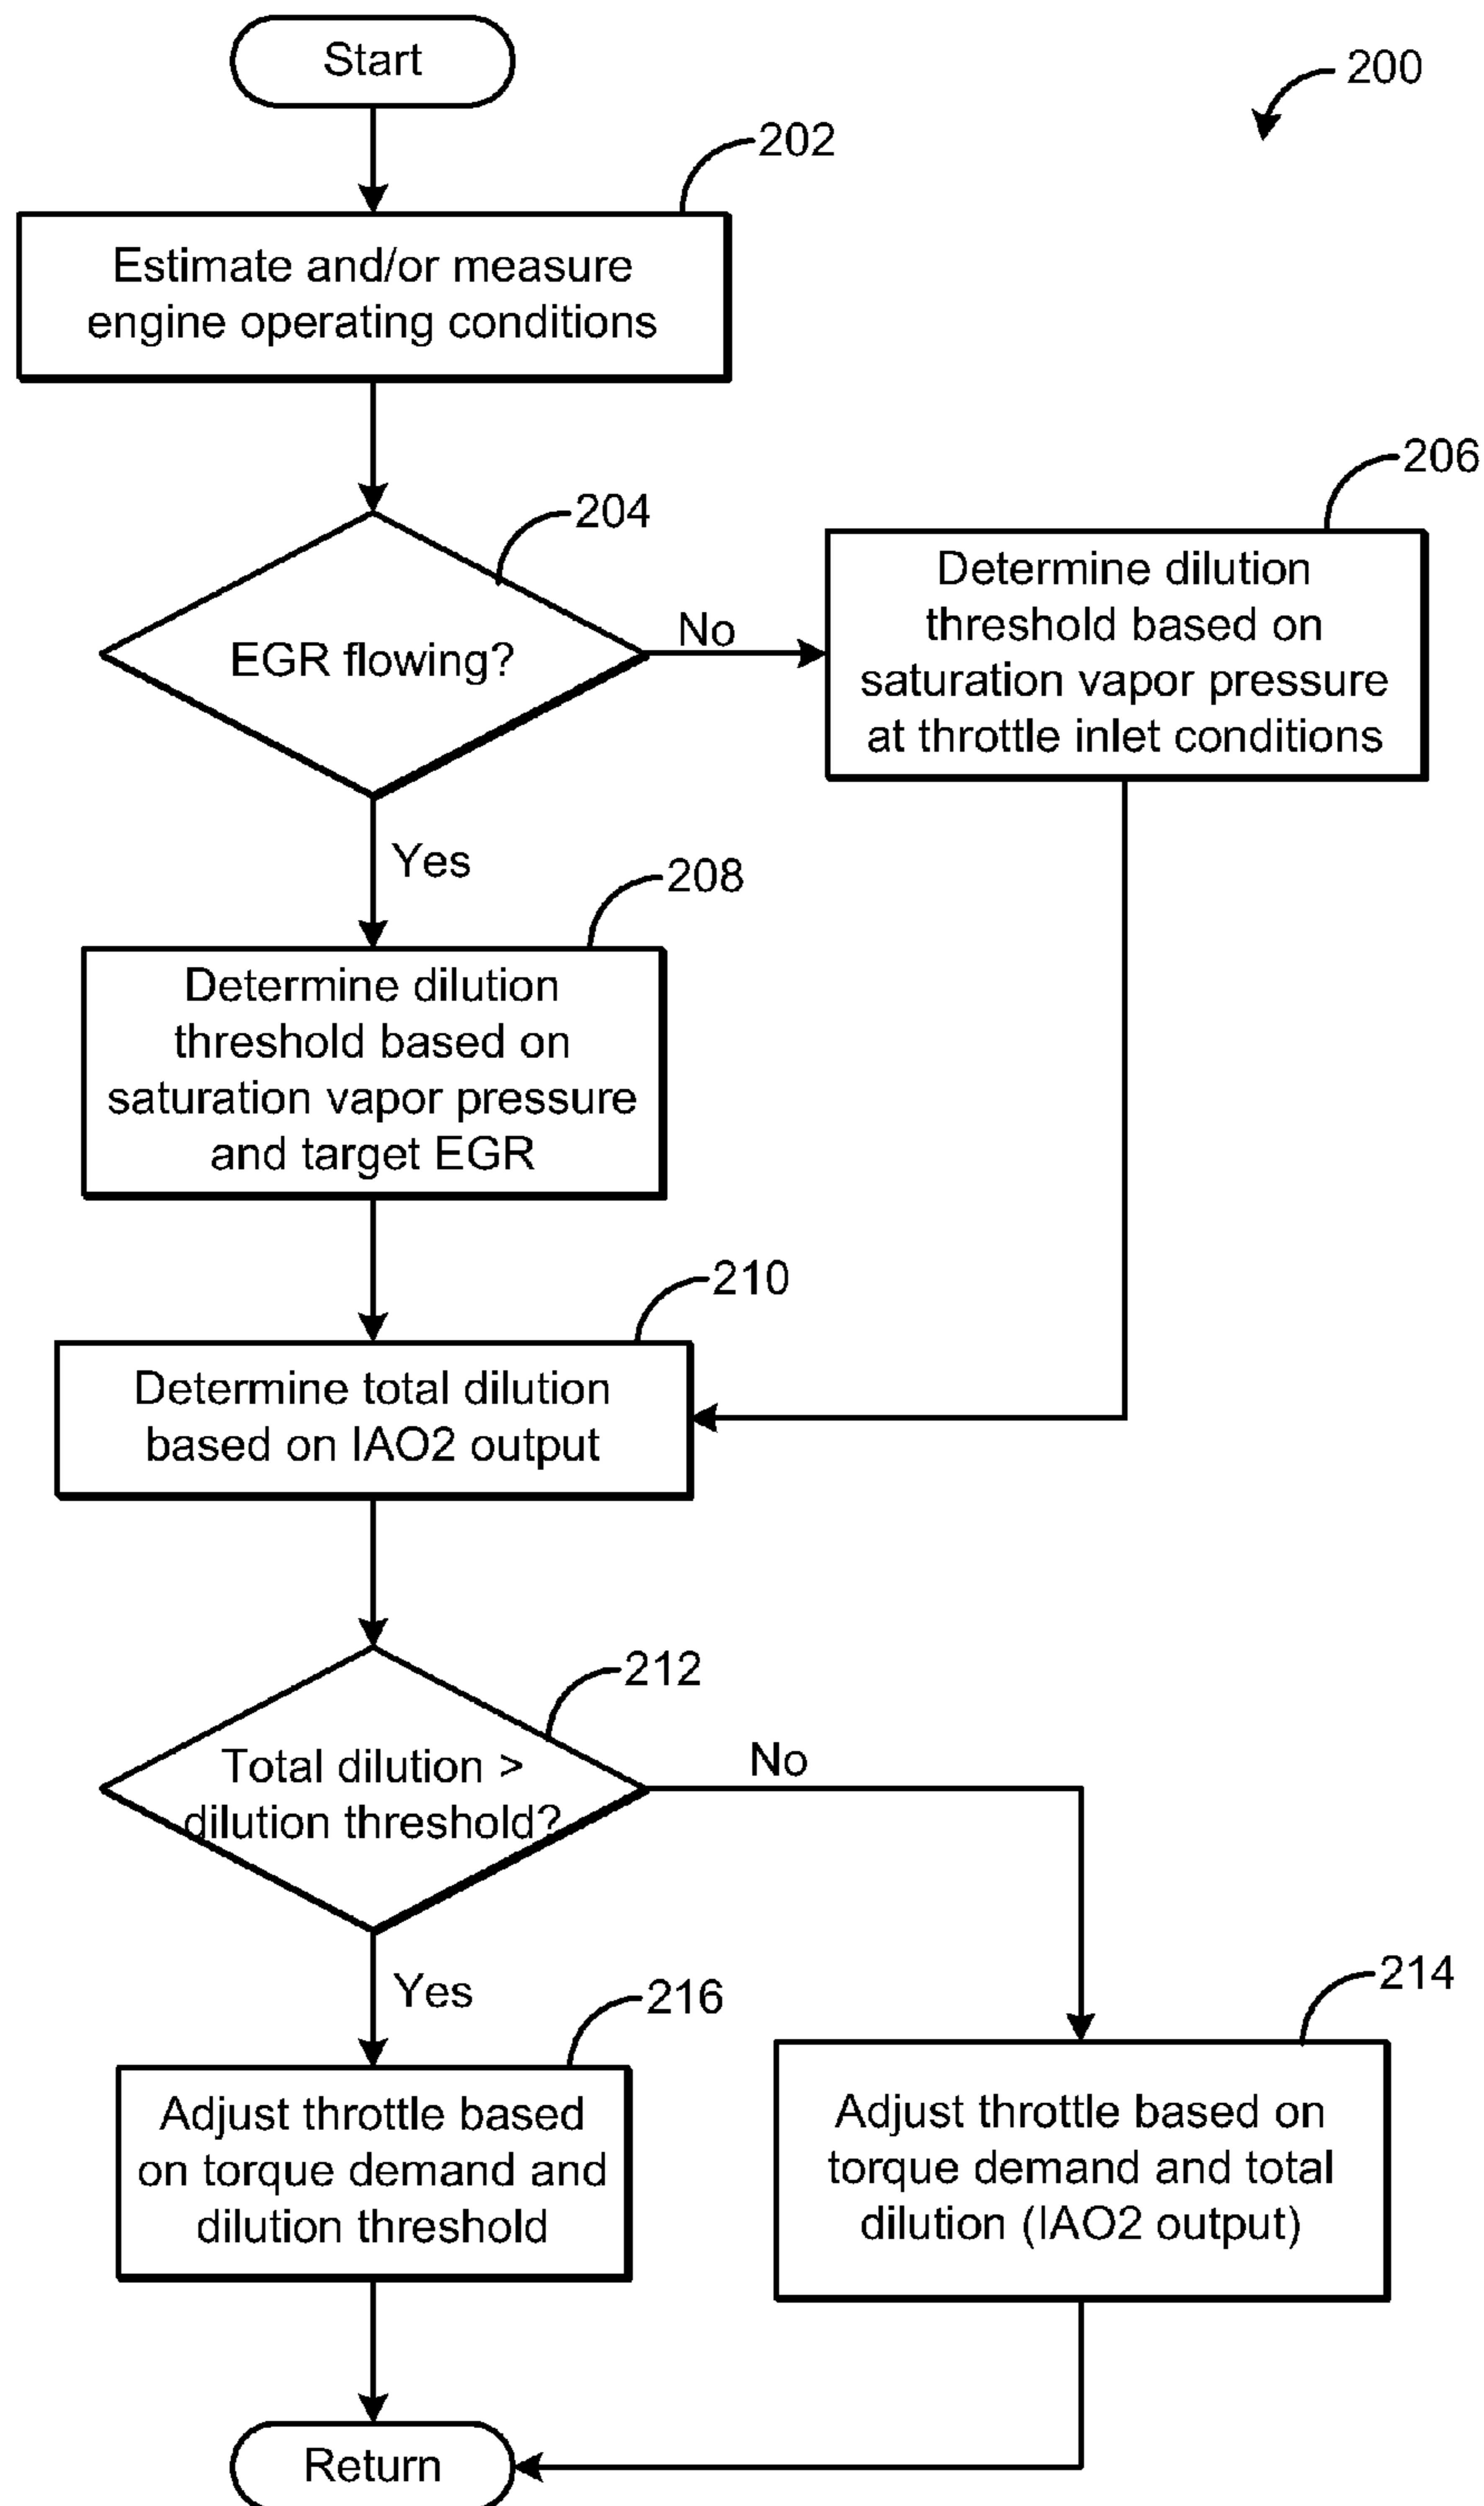 Start
200
202
Estimate and/or measure
engine operating conditions
204
EGR flowing?
No
206
Determine dilution
threshold based on
saturation vapor pressure
at throttle inlet conditions
Yes
208
Determine dilution
threshold based on
saturation vapor pressure
and target EGR
210
Determine total dilution
based on IAO2 output
212
Total dilution >
dilution threshold?
No
Yes
216
Adjust throttle based
on torque demand and
dilution threshold
214
Adjust throttle based on
torque demand and total
dilution (IAO2 output)
Return